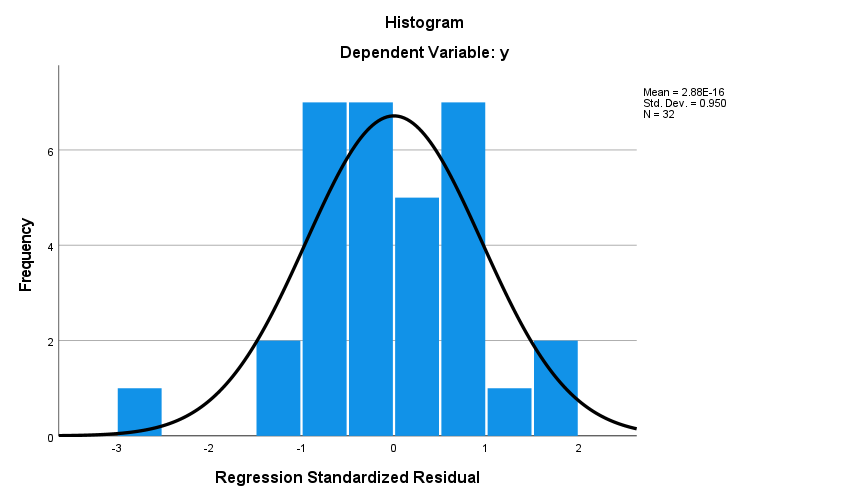 Histogram
Dependent Variable: y
Mean = 2.88E-16
Std. Dev. = 0.950
N = 32
Frequency
6
4
2
0
-3 -2 -1 0 1 2
Regression Standardized Residual